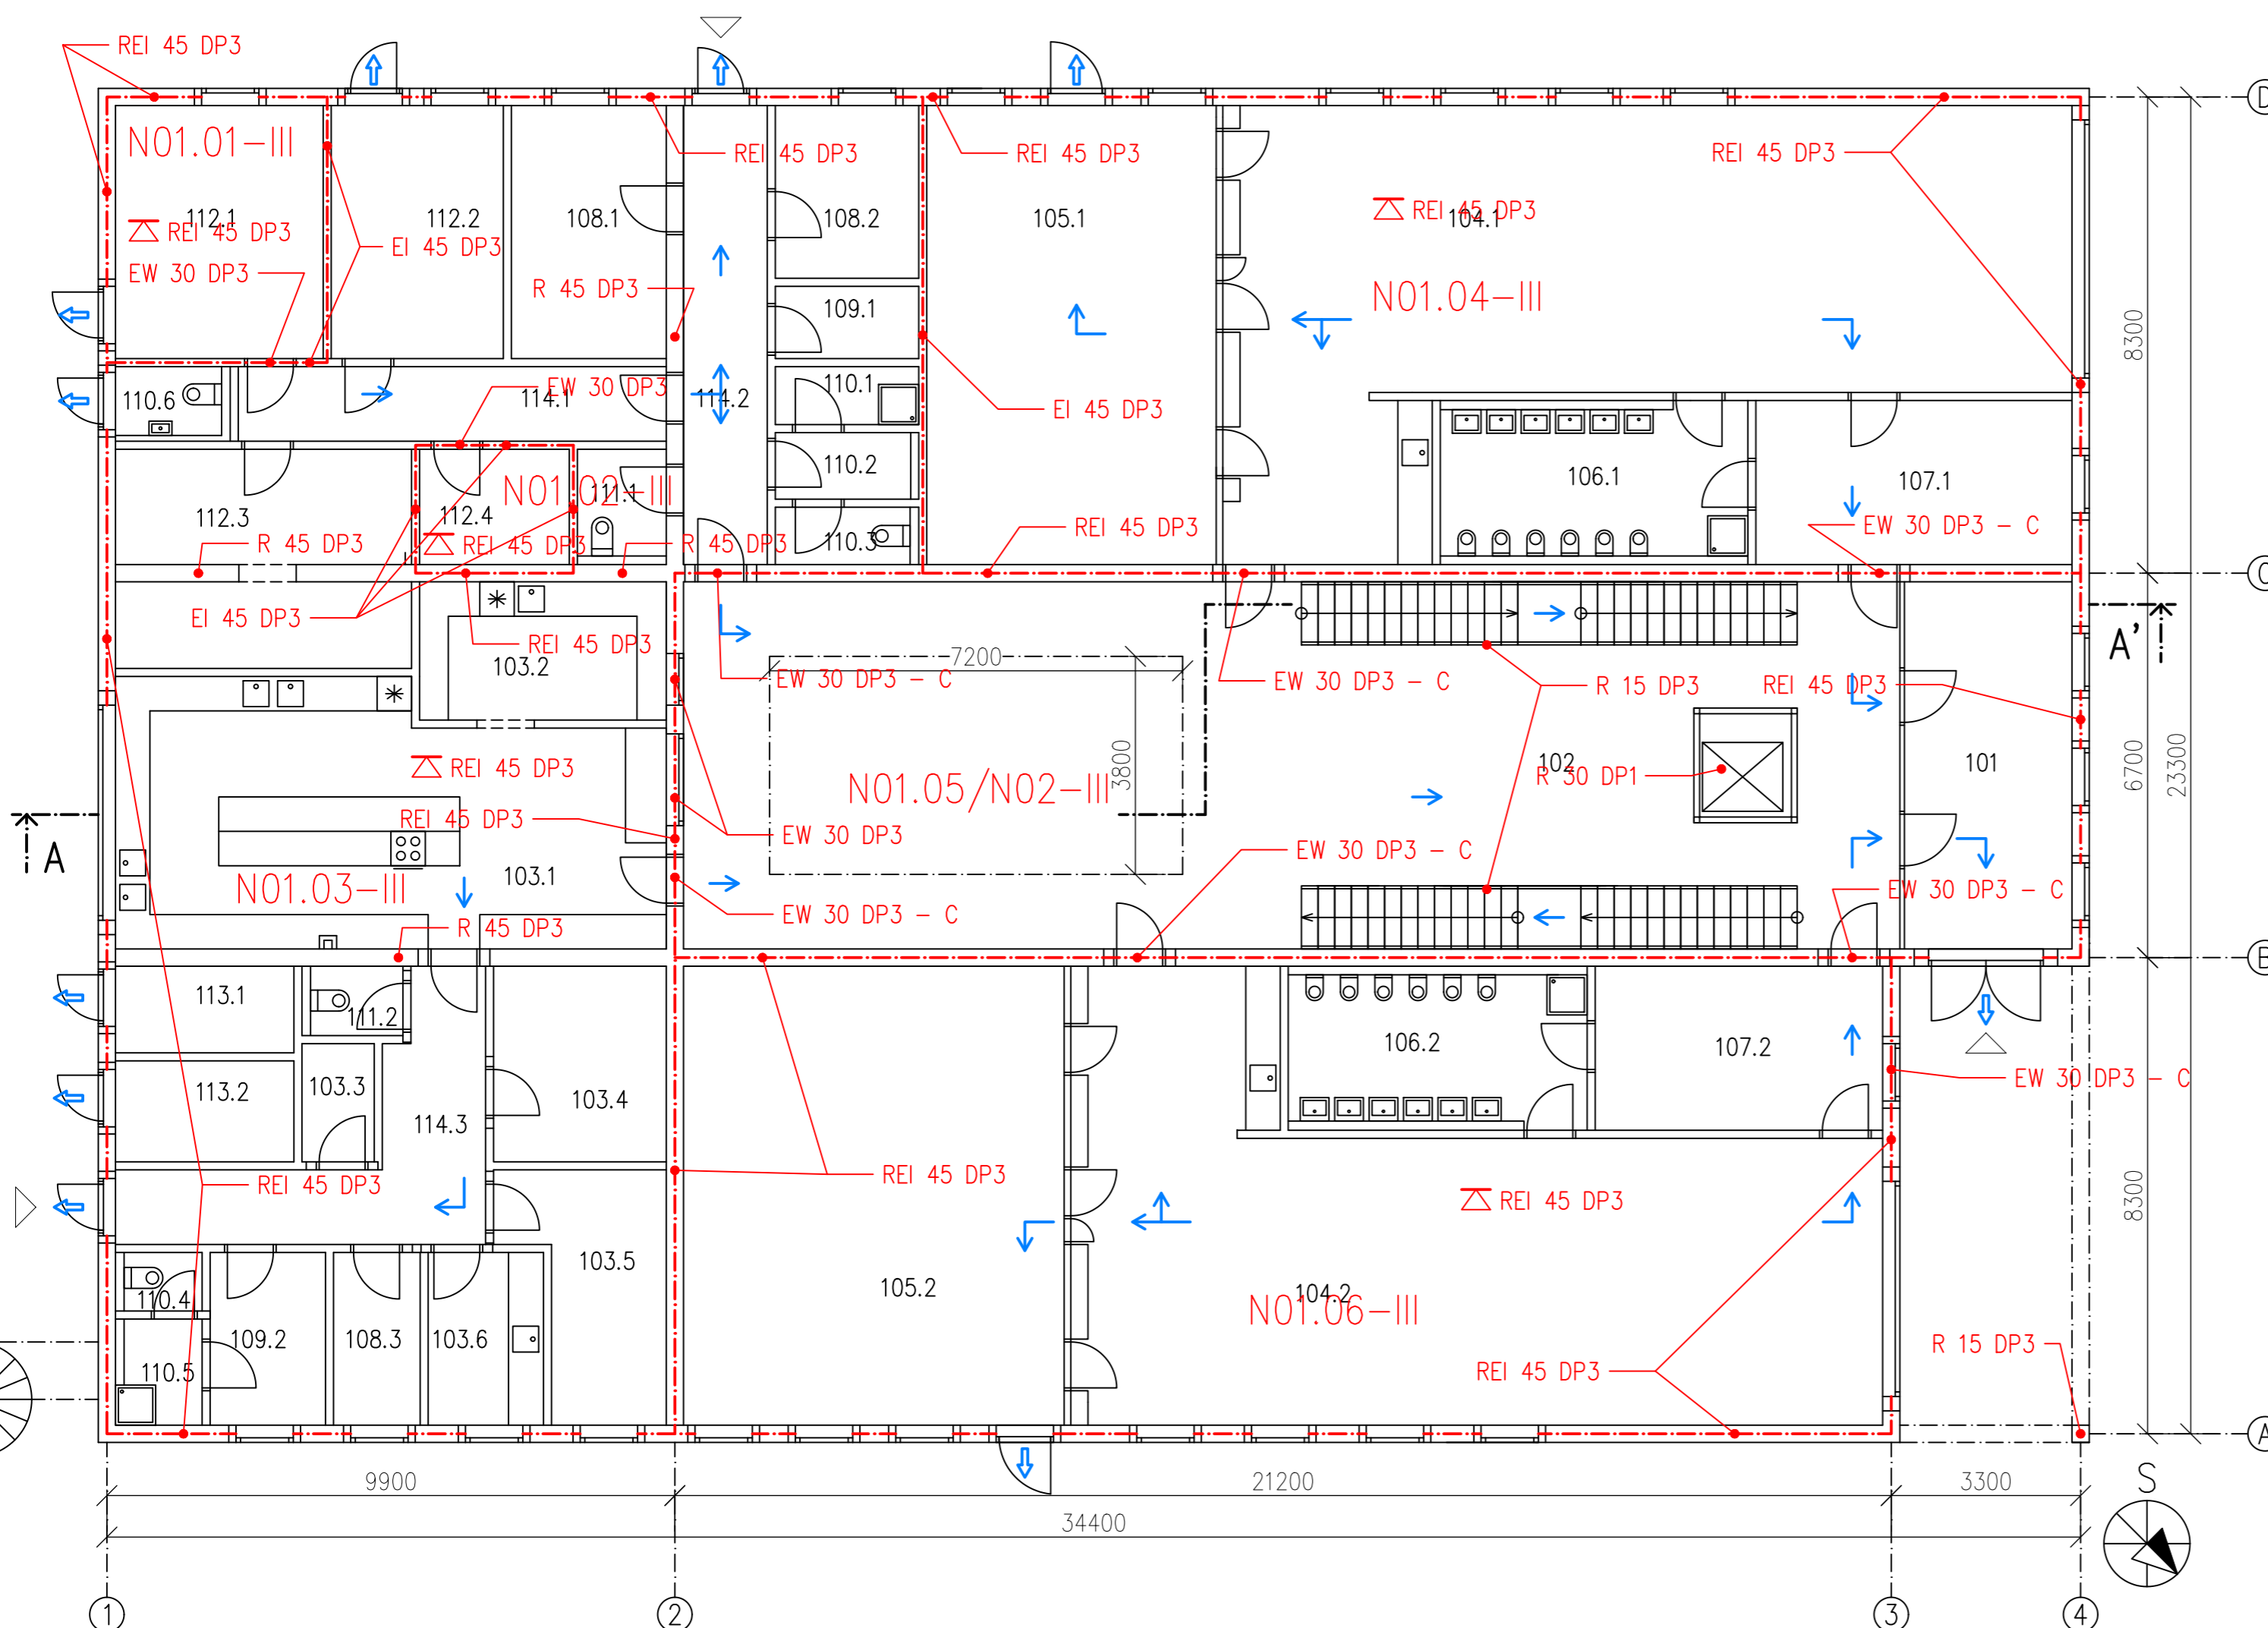 REI 45 DP3
D
N01.01-III
REI 45 DP3
REI 45 DP3
REI 45 DP3
112.1
REI 45 DP3
112.2
108.1
108.2
105.1
REI 45 DP3
104.1
EI 45 DP3
EW 30 DP3
R 45 DP3
N01.04-III
109.1
8300
110.6
114.1
EW 30 DP3
114.2
110.1
EI 45 DP3
110.2
106.1
107.1
N01.02-III
111.1
112.3
112.4
R 45 DP3
REI 45 DP3
R 45 DP3
110.3
REI 45 DP3
EW 30 DP3 - C
C
EI 45 DP3
REI 45 DP3
103.2
7200
EW 30 DP3 - C
EW 30 DP3 - C
R 15 DP3
REI 45 DP3
A'
REI 45 DP3
3800
102
R 30 DP1
101
6700
23300
N01.05/N02-III
REI 45 DP3
EW 30 DP3
EW 30 DP3 - C
A
N01.03-III
103.1
EW 30 DP3 - C
EW 30 DP3 - C
R 45 DP3
B
113.1
111.2
106.2
107.2
113.2
103.3
103.4
EW 30 DP3 - C
114.3
REI 45 DP3
REI 45 DP3
REI 45 DP3
8300
103.5
105.2
104.2
N01.06-III
110.4
109.2
108.3
103.6
110.5
REI 45 DP3
R 15 DP3
A
9900
21200
3300
S
34400
1
2
3
4